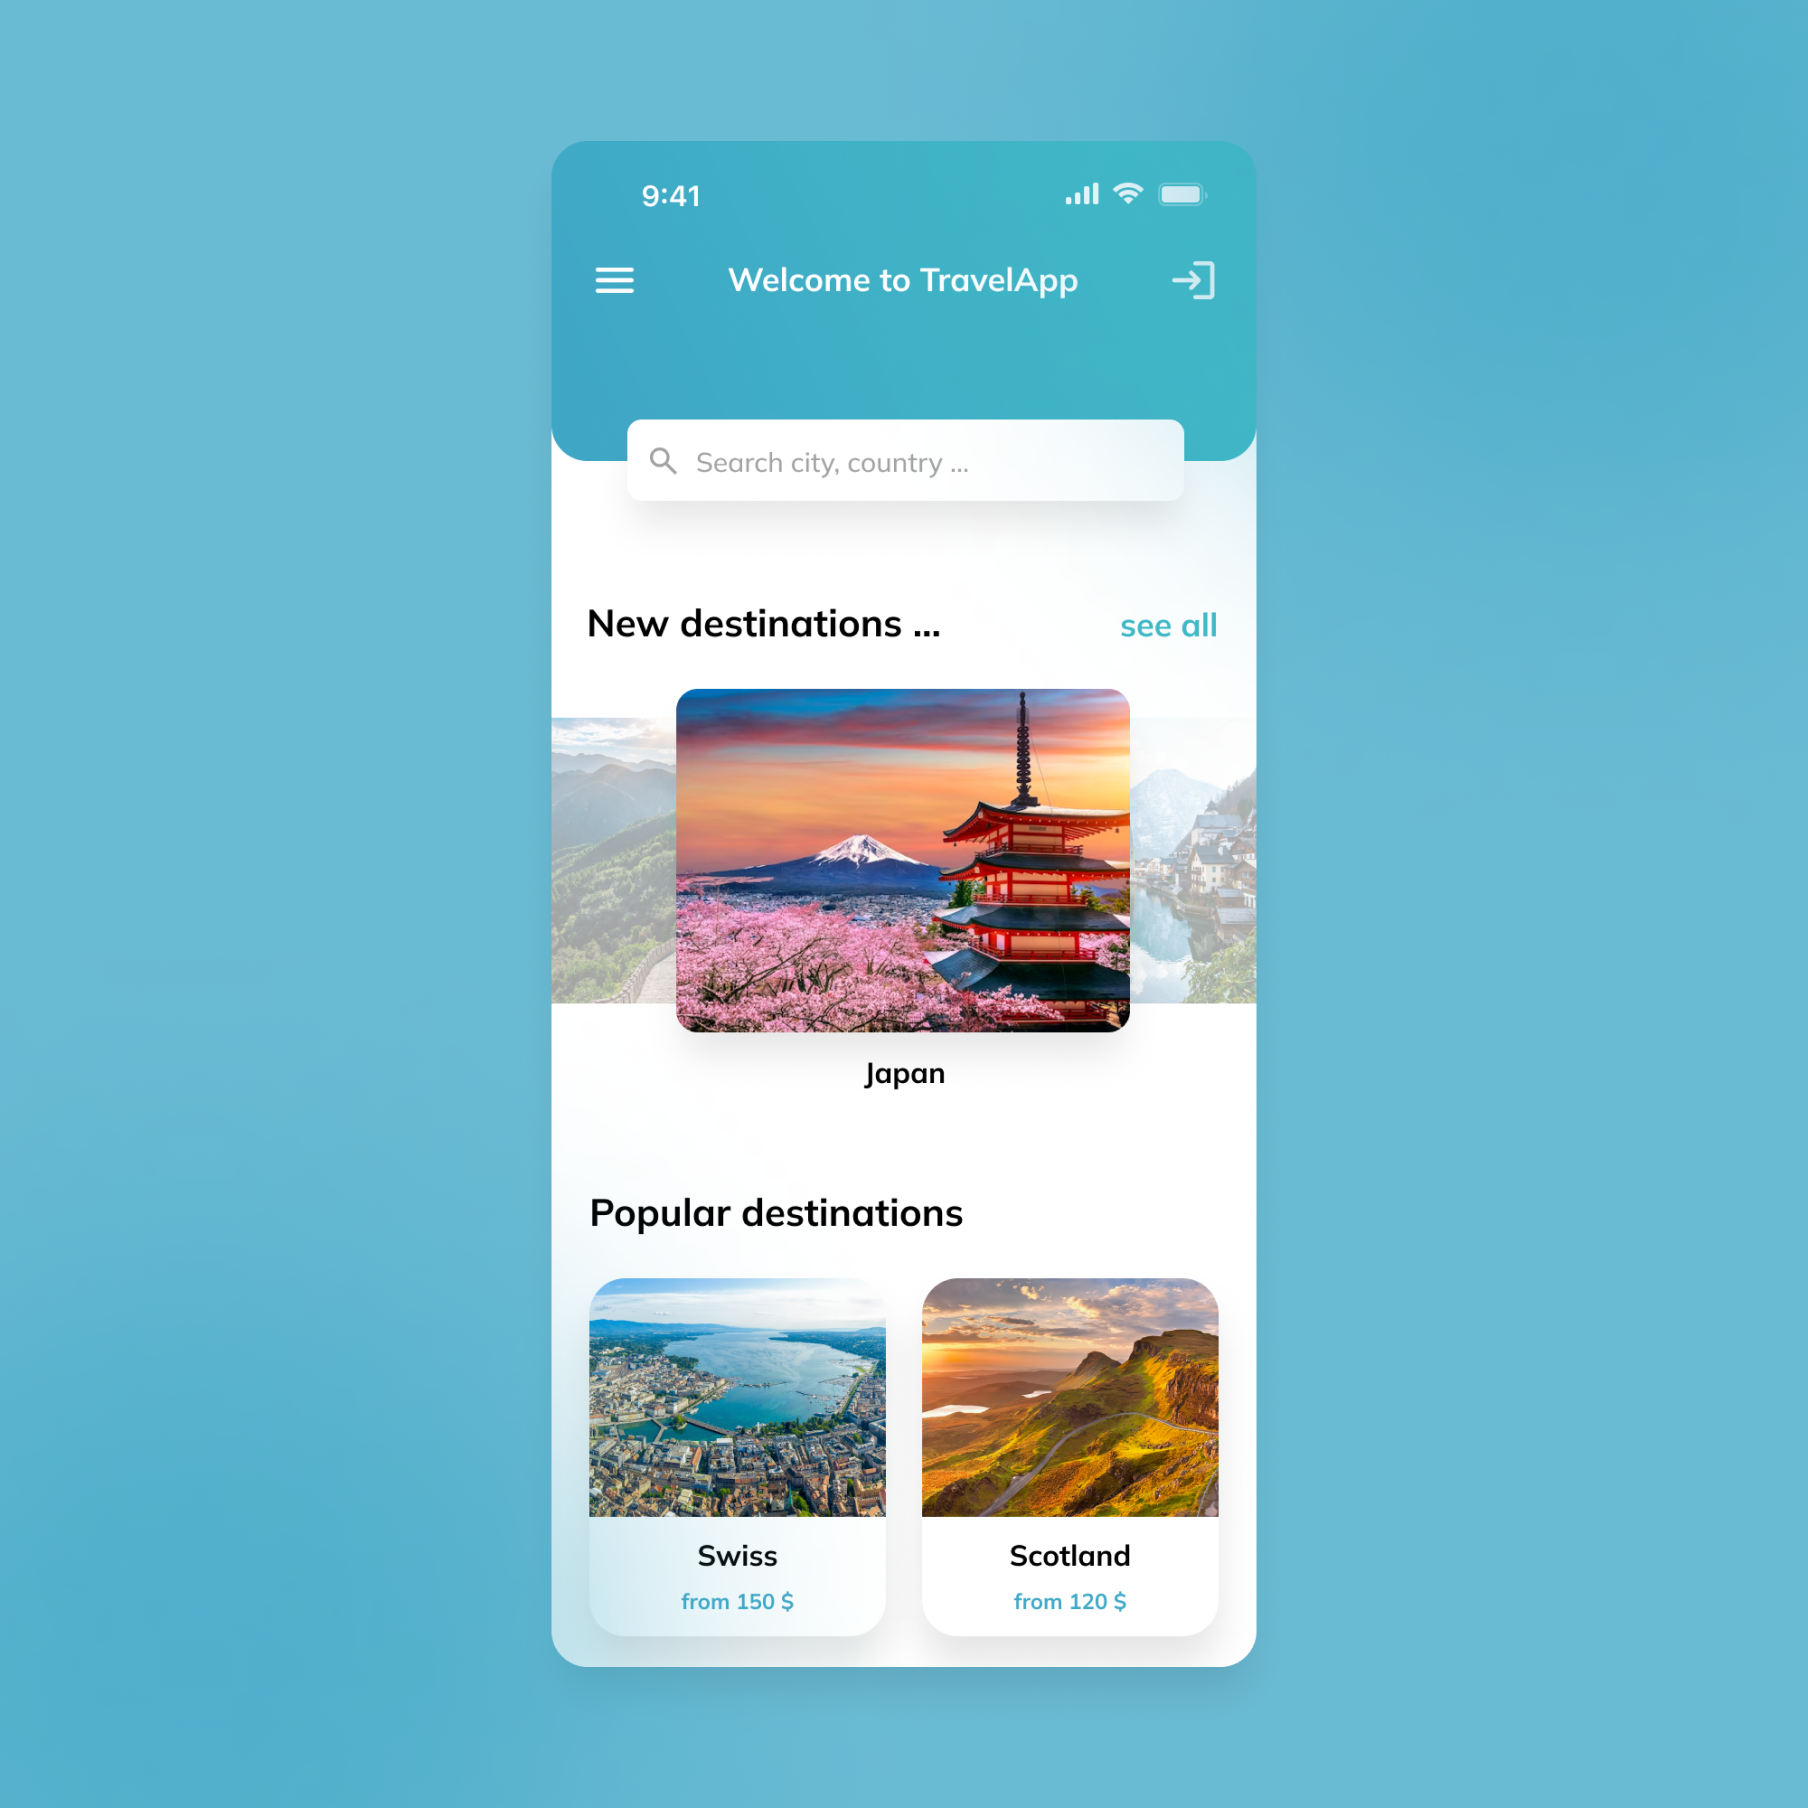 9:41
Welcome to TravelApp
Search city, country ...
New destinations ...
see all
Japan
Popular destinations
Swiss
from 150 $
Scotland
from 120 $